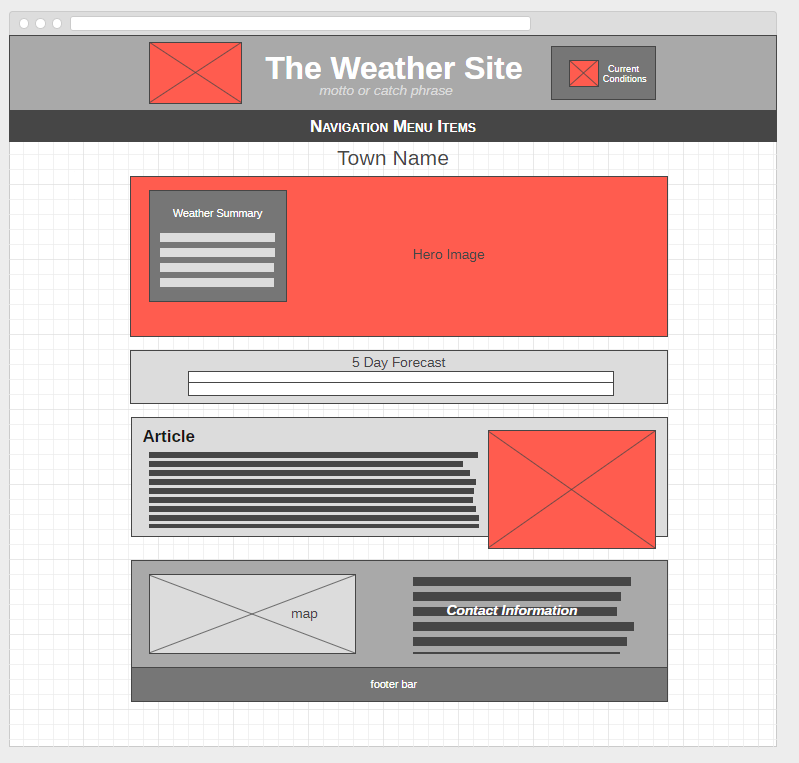 The Weather Site
motto or catch phrase
Current
Conditions
Navigation Menu Items
Town Name
Weather Summary
Hero Image
5 Day Forecast
Article
map
Contact Information
footer bar